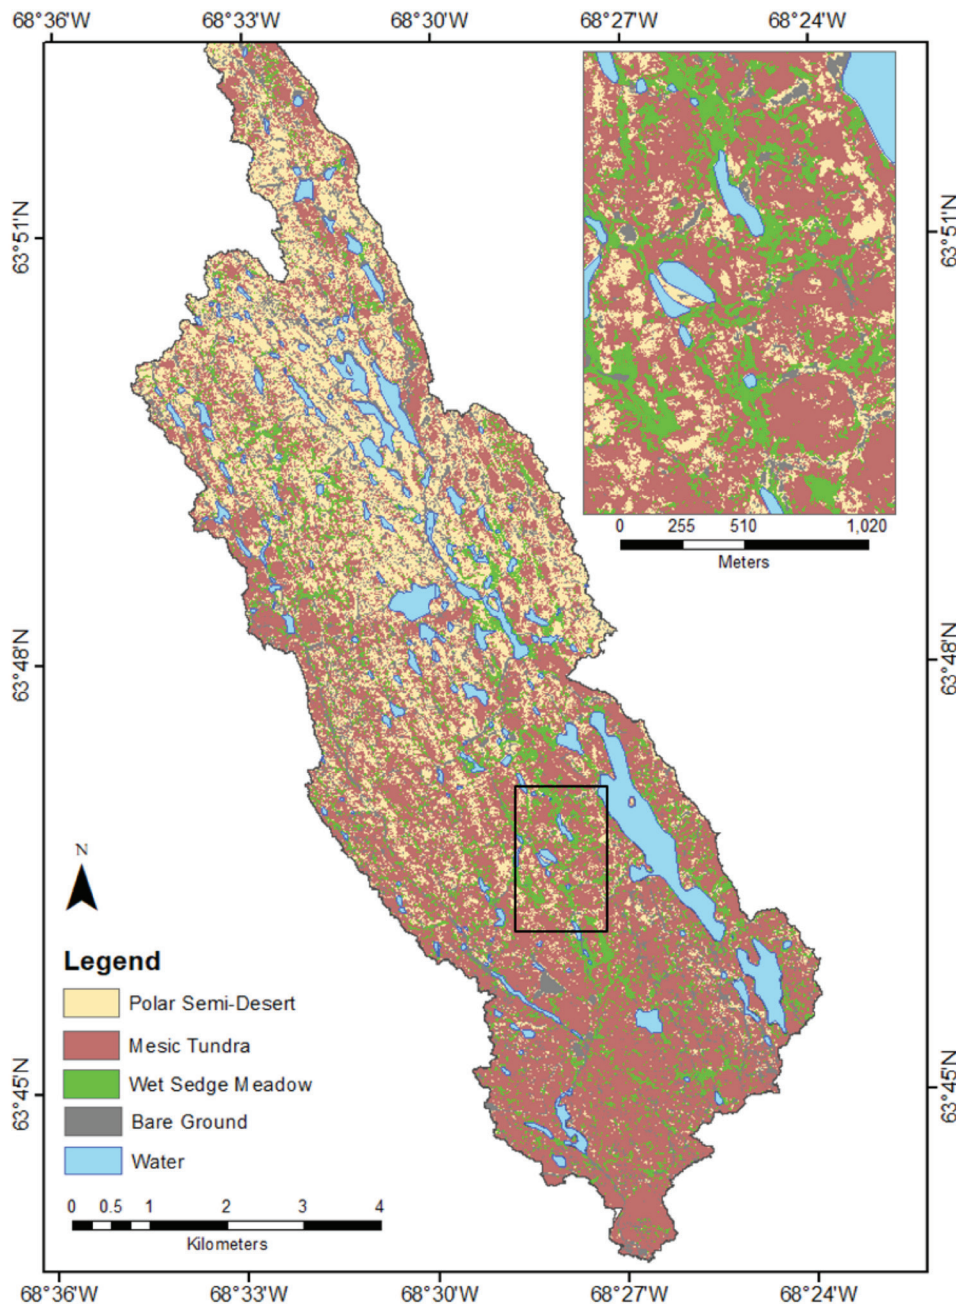 68°36'W 68°33'W 68°30'W 68°27'W 68°24'W
63°51'N 63°51'N
0 255 510 1,020
Meters
63°48'N 63°48'N
N
Legend
Polar Semi-Desert
Mesic Tundra
Wet Sedge Meadow
Bare Ground
Water
63°45'N 63°45'N
0 0.5 1 2 3 4
Kilometers
68°36'W 68°33'W 68°30'W 68°27'W 68°24'W